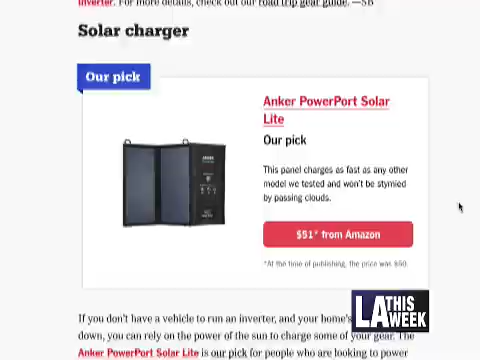 inverter. For more details, check out our road trip gear guide. —SB
Solar charger
Our pick
Anker PowerPort Solar
Lite
Our pick
This panel charges as fast as any other
model we tested and won't be stymied
by passing clouds.
$51* from Amazon
*At the time of publishing, the price was $50.
If you don't have a vehicle to run an inverter, and your home's
down, you can rely on the power of the sun to charge some of your gear. The
Anker PowerPort Solar Lite is our pick for people who are looking to power
LA THIS
WEEK